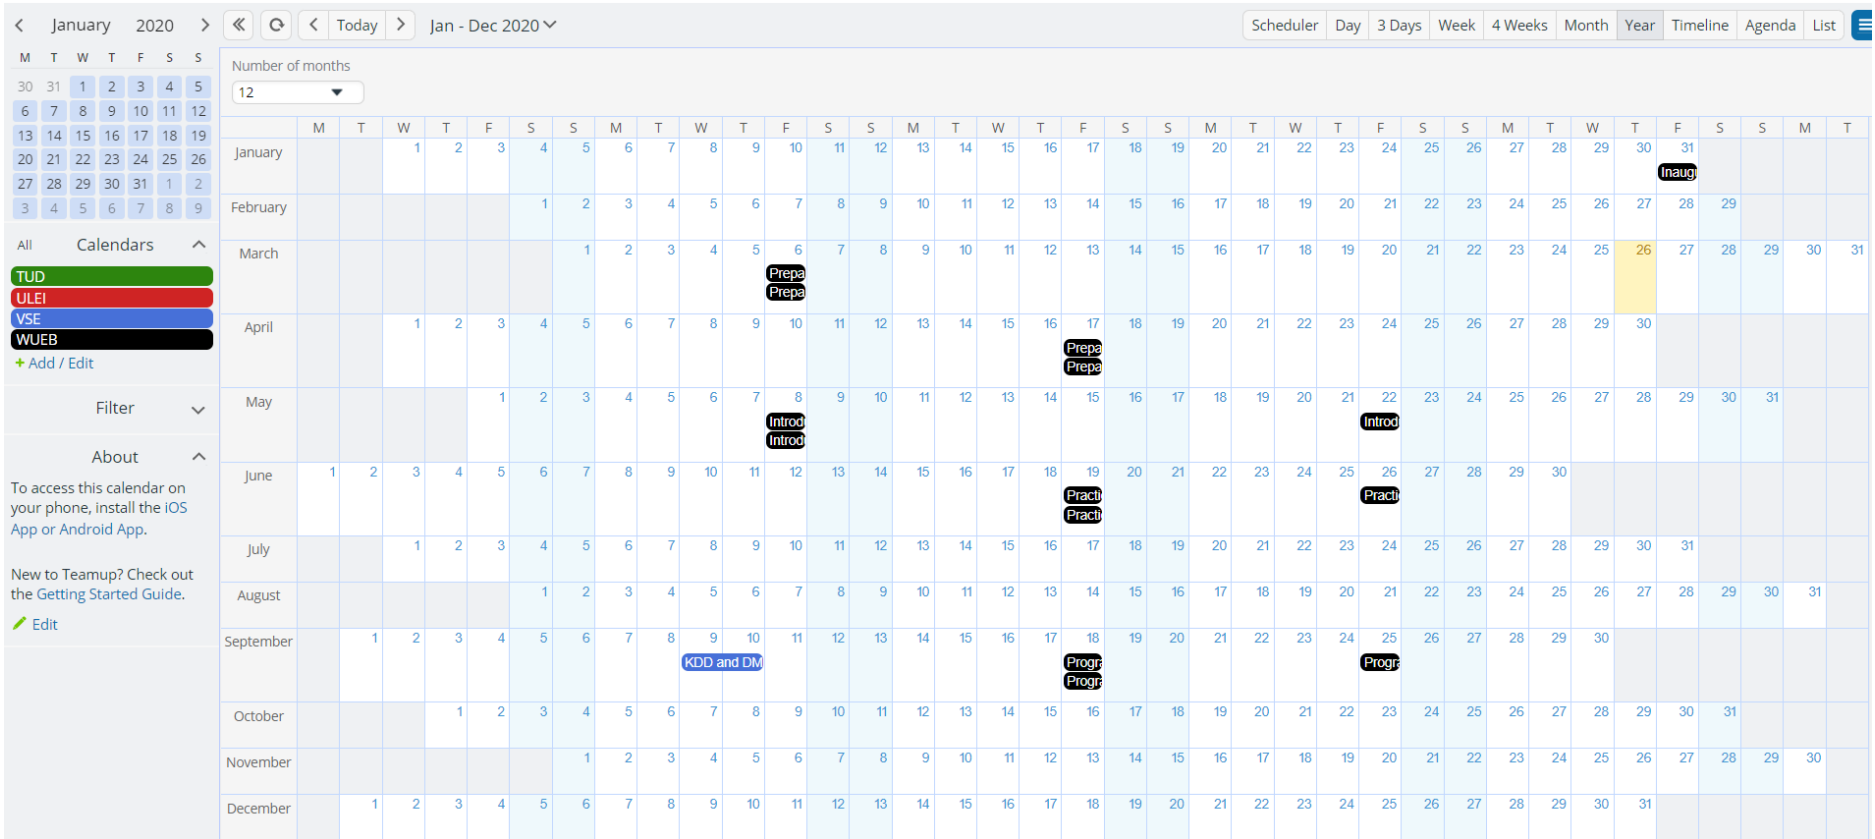 January 2020
M T W T F S S
30 31 1 2 3 4 5
6 7 8 9 10 11 12
13 14 15 16 17 18 19
20 21 22 23 24 25 26
27 28 29 30 31 1 2
3 4 5 6 7 8 9
All Calendars
TUD
ULEI
VSE
WUEB
+ Add / Edit
Filter
About
To access this calendar on
your phone, install the iOS
App or Android App.
New to Teamup? Check out
the Getting Started Guide.
Edit
Today Jan - Dec 2020
Scheduler Day 3 Days Week 4 Weeks Month Year Timeline Agenda List
Number of months
12
M T W T F S S M T W T F S S M T W T F S S M T W T F S S M T W T F S S M T
January 1 2 3 4 5 6 7 8 9 10 11 12 13 14 15 16 17 18 19 20 21 22 23 24 25 26 27 28 29 30 31
Inaugu
February 1 2 3 4 5 6 7 8 9 10 11 12 13 14 15 16 17 18 19 20 21 22 23 24 25 26 27 28 29
March 1 2 3 4 5 6 7 8 9 10 11 12 13 14 15 16 17 18 19 20 21 22 23 24 25 26 27 28 29 30 31
Prepa
Prepa
April 1 2 3 4 5 6 7 8 9 10 11 12 13 14 15 16 17 18 19 20 21 22 23 24 25 26 27 28 29 30
Prepa
Prepa
May 1 2 3 4 5 6 7 8 9 10 11 12 13 14 15 16 17 18 19 20 21 22 23 24 25 26 27 28 29 30 31
Introd Introd
Introd
June 1 2 3 4 5 6 7 8 9 10 11 12 13 14 15 16 17 18 19 20 21 22 23 24 25 26 27 28 29 30
Practi Practi
Practi
July 1 2 3 4 5 6 7 8 9 10 11 12 13 14 15 16 17 18 19 20 21 22 23 24 25 26 27 28 29 30 31
August 1 2 3 4 5 6 7 8 9 10 11 12 13 14 15 16 17 18 19 20 21 22 23 24 25 26 27 28 29 30 31
September 1 2 3 4 5 6 7 8 9 10 11 12 13 14 15 16 17 18 19 20 21 22 23 24 25 26 27 28 29 30
KDD and DM Progra Progra
Progra
October 1 2 3 4 5 6 7 8 9 10 11 12 13 14 15 16 17 18 19 20 21 22 23 24 25 26 27 28 29 30 31
November 1 2 3 4 5 6 7 8 9 10 11 12 13 14 15 16 17 18 19 20 21 22 23 24 25 26 27 28 29 30
December 1 2 3 4 5 6 7 8 9 10 11 12 13 14 15 16 17 18 19 20 21 22 23 24 25 26 27 28 29 30 31